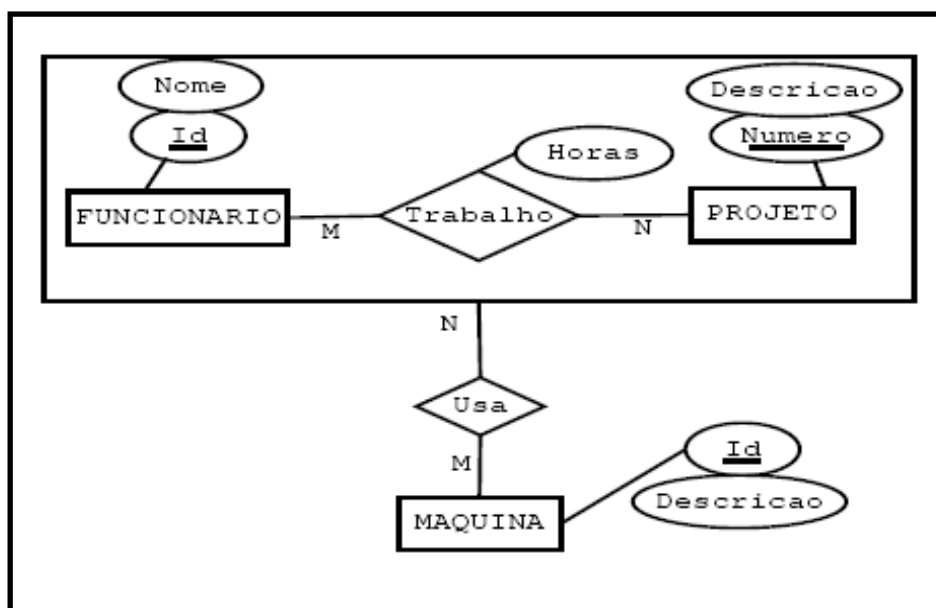 Nome
Id
Descricao
Numero
Horas
FUNCIONARIO
M
Trabalho
N
PROJETO
N
Usa
M
MAQUINA
Id
Descricao